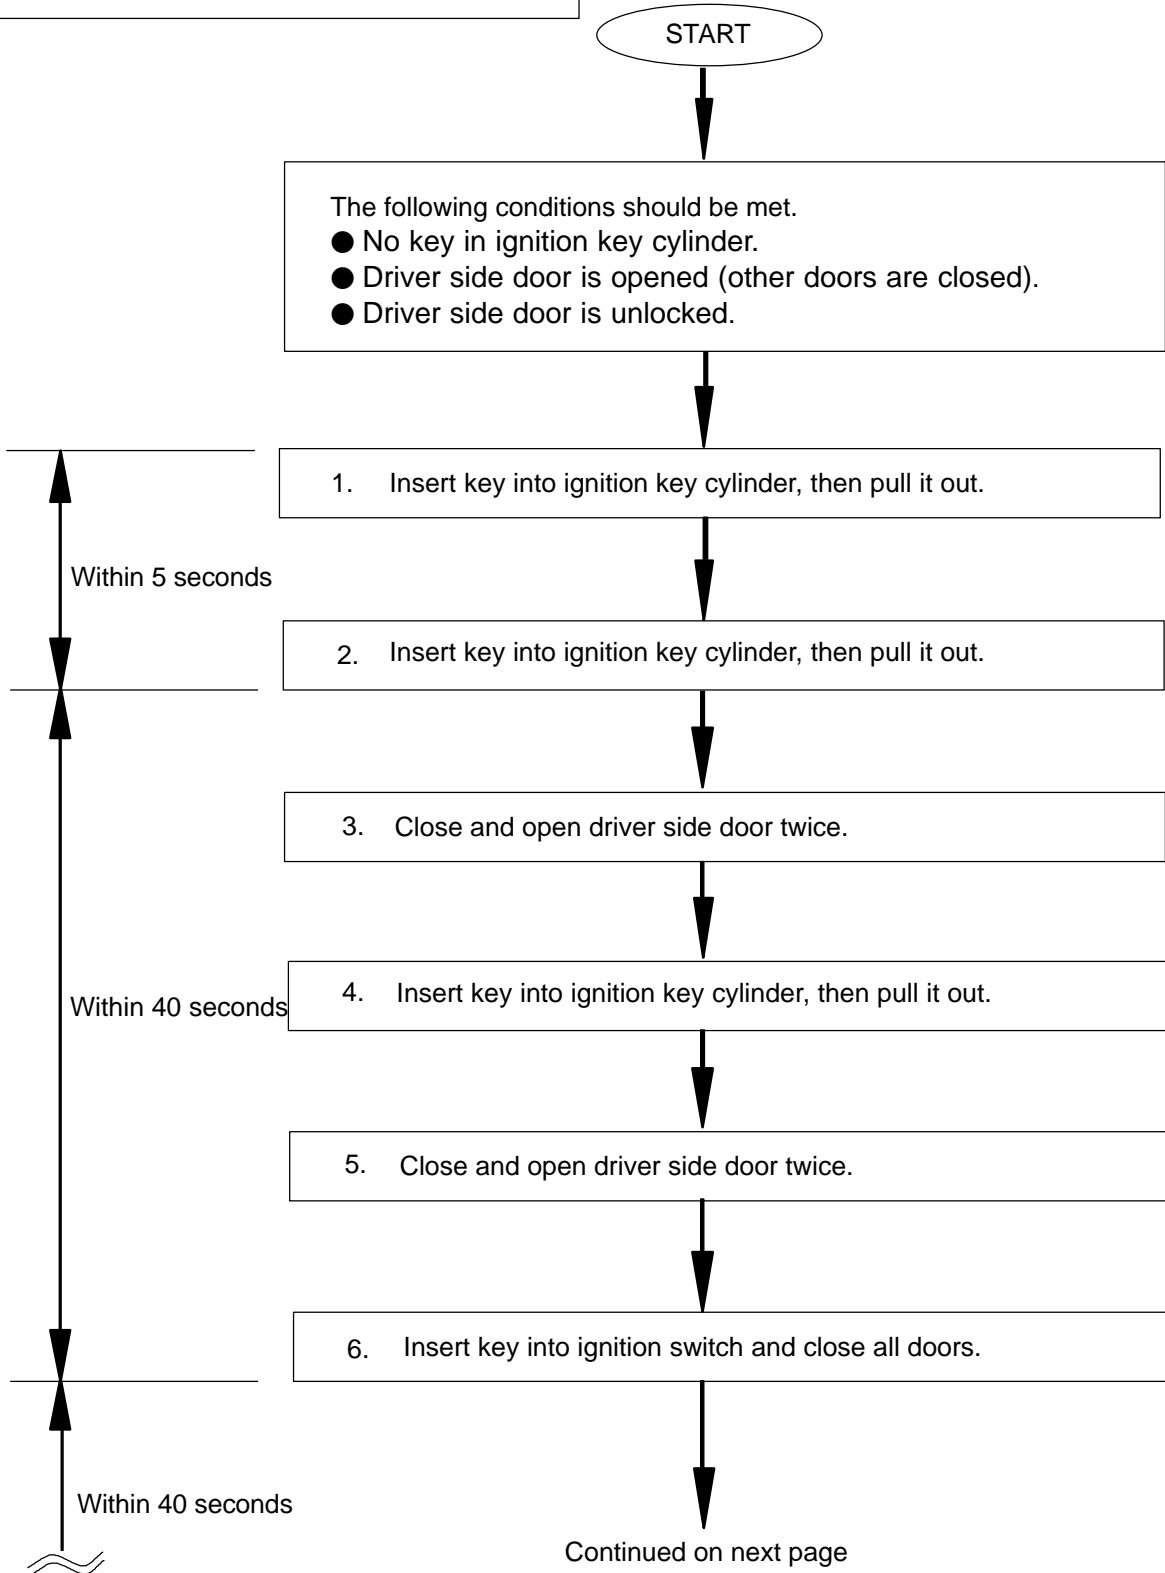 START
The following conditions should be met.
● No key in ignition key cylinder.
● Driver side door is opened (other doors are closed).
● Driver side door is unlocked.
1. Insert key into ignition key cylinder, then pull it out.
Within 5 seconds
2. Insert key into ignition key cylinder, then pull it out.
3. Close and open driver side door twice.
Within 40 seconds
4. Insert key into ignition key cylinder, then pull it out.
5. Close and open driver side door twice.
6. Insert key into ignition switch and close all doors.
Within 40 seconds
Continued on next page